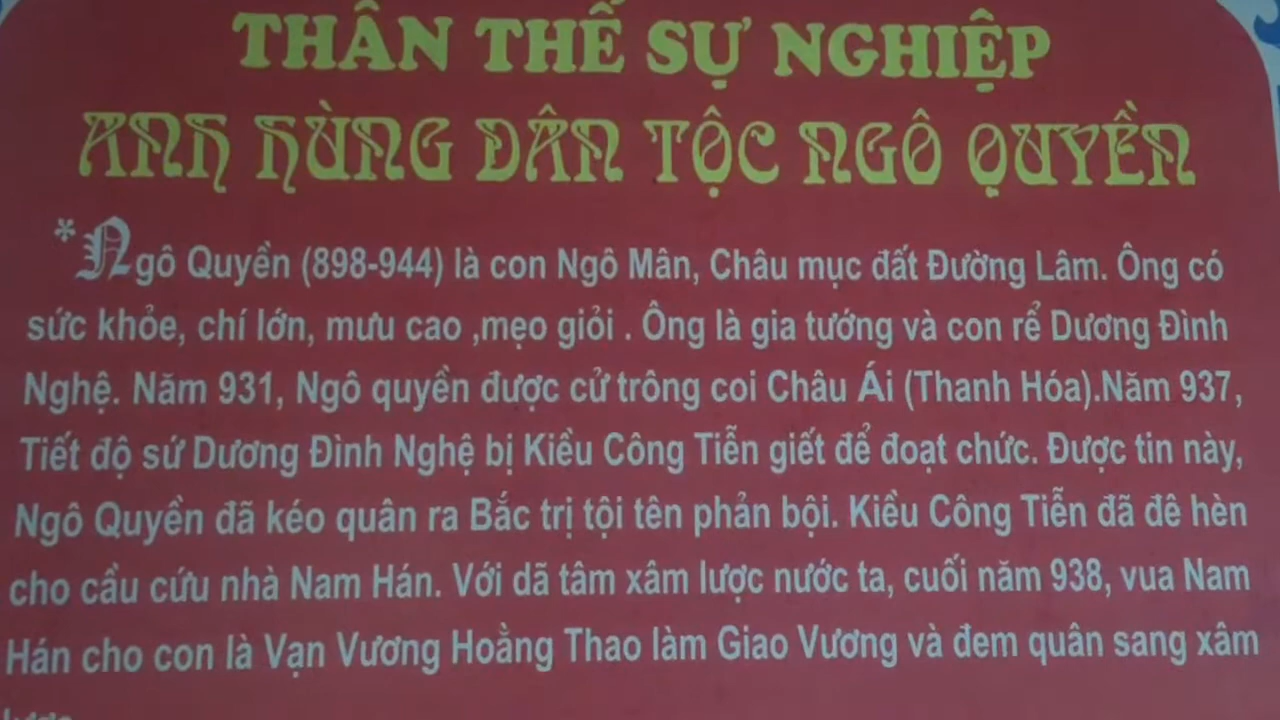 THÂN THẾ SỰ NGHIỆP
ANH HÙNG DÂN TỘC NGÔ QUYỀN
*Ngô Quyền (898-944) là con Ngô Mân, Châu mục đất Đường Lâm. Ông có
sức khỏe, chí lớn, mưu cao ,mẹo giỏi . Ông là gia tướng và con rể Dương Đình
Nghệ. Năm 931, Ngô quyền được cử trông coi Châu Ái (Thanh Hóa).Năm 937,
Tiết độ sứ Dương Đình Nghệ bị Kiều Công Tiễn giết để đoạt chức. Được tin này,
Ngô Quyền đã kéo quân ra Bắc trị tội tên phản bội. Kiều Công Tiễn đã đê hèn
cho cầu cứu nhà Nam Hán. Với dã tâm xâm lược nước ta, cuối năm 938, vua Nam
Hán cho con là Vạn Vương Hoằng Thao làm Giao Vương và đem quân sang xâm